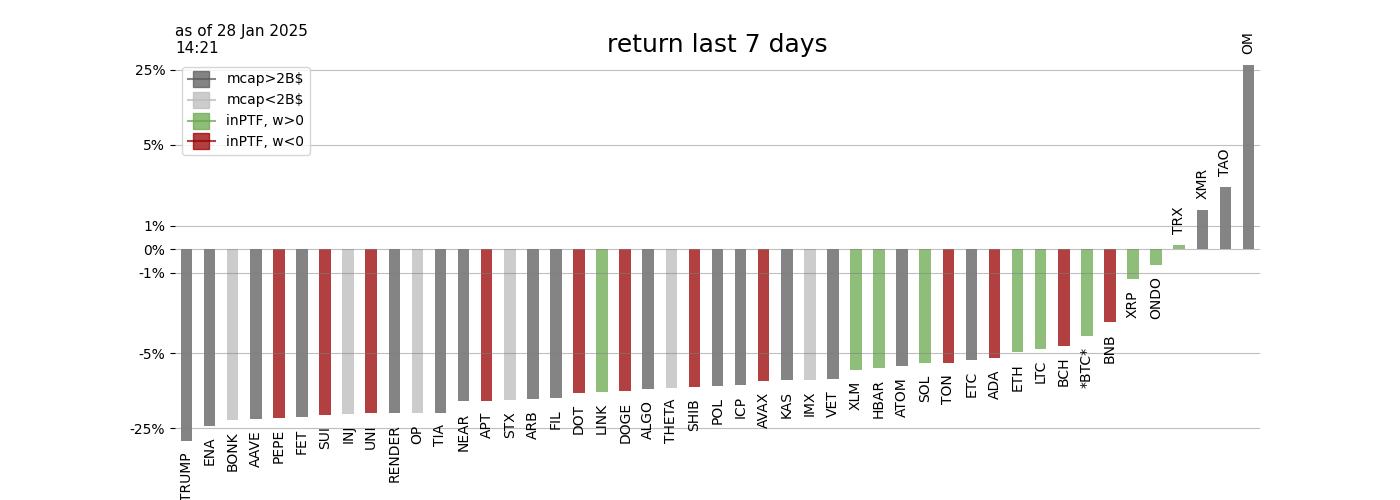 as of 28 Jan 2025
14:21
return last 7 days
mcap>2B$
mcap<2B$
inPTF, w>0
inPTF, w<0
25%
5%
1%
0%
-1%
-5%
-25%
TRUMP
ENA
BONK
AAVE
PEPE
FET
SUI
INJ
UNI
RENDER
OP
TIA
NEAR
APT
STX
ARB
FIL
DOT
LINK
DOGE
ALGO
THETA
SHIB
POL
ICP
AVAX
KAS
IMX
VET
XLM
HBAR
ATOM
SOL
TON
ETC
ADA
ETH
LTC
BCH
*BTC*
BNB
XRP
ONDO
TRX
XMR
TAO
OM